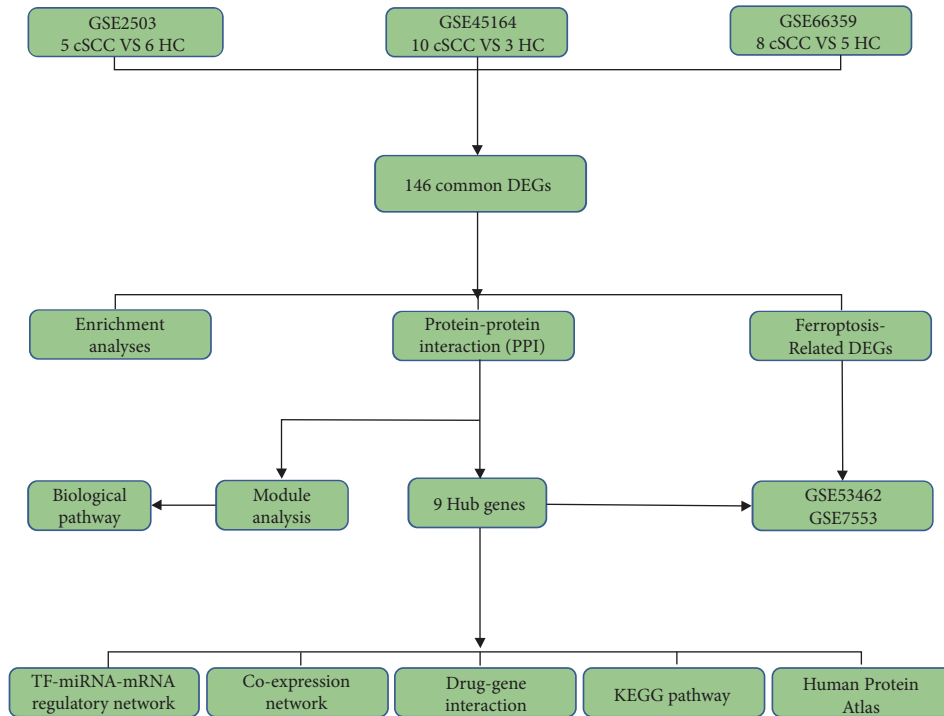 GSE2503
5 cSCC VS 6 HC
GSE45164
10 cSCC VS 3 HC
GSE66359
8 cSCC VS 5 HC
146 common DEGs
Enrichment
analyses
Protein-protein
interaction (PPI)
Ferroptosis-
Related DEGs
Biological
pathway
Module
analysis
9 Hub genes
GSE53462
GSE7553
TF-miRNA-mRNA
regulatory network
Co-expression
network
Drug-gene
interaction
KEGG pathway
Human Protein
Atlas